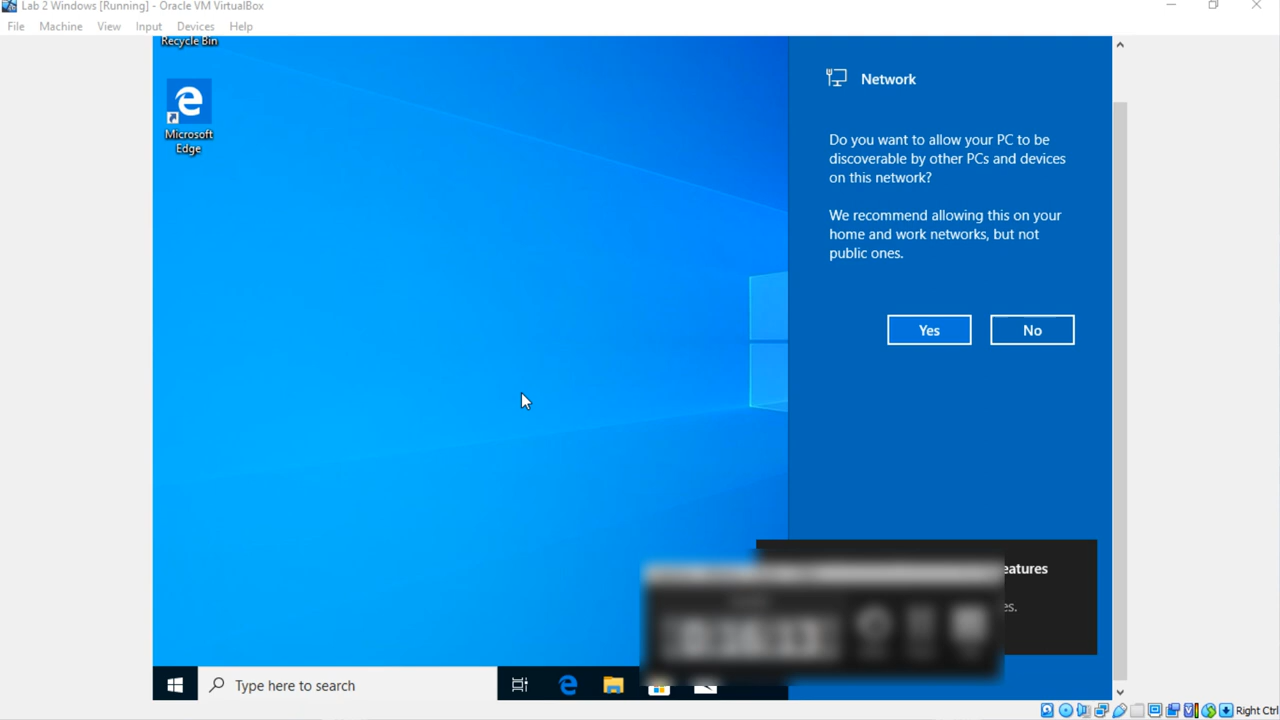 Lab 2 Windows [Running] - Oracle VM VirtualBox
File Machine View Input Devices Help
Recycle Bin
Microsoft
Edge
Network
Do you want to allow your PC to be
discoverable by other PCs and devices
on this network?
We recommend allowing this on your
home and work networks, but not
public ones.
Yes No
eatures
es.
Type here to search
Right Ctrl